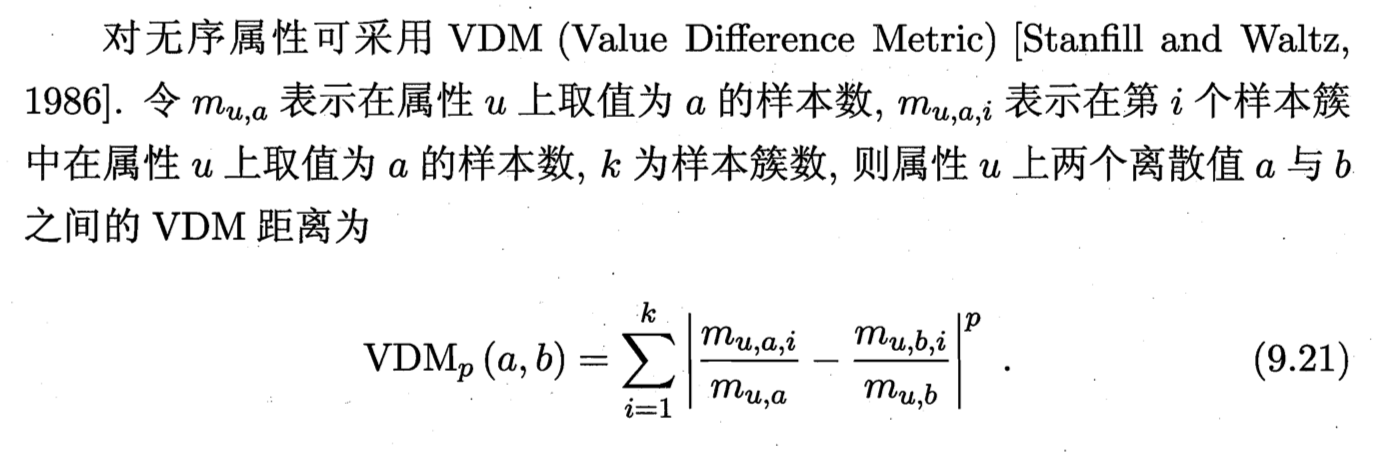 对无序属性可采用 VDM (Value Difference Metric) [Stanfill and Waltz,
1986]. 令 $m_{u,a}$ 表示在属性 $u$ 上取值为 $a$ 的样本数, $m_{u,a,i}$ 表示在第 $i$ 个样本簇
中在属性 $u$ 上取值为 $a$ 的样本数, $k$ 为样本簇数, 则属性 $u$ 上两个离散值 $a$ 与 $b$
之间的 VDM 距离为
$\mathrm{VDM}_p(a,b) = \sum_{i=1}^{k} \left| \frac{m_{u,a,i}}{m_{u,a}} - \frac{m_{u,b,i}}{m_{u,b}} \right|^p$ . (9.21)